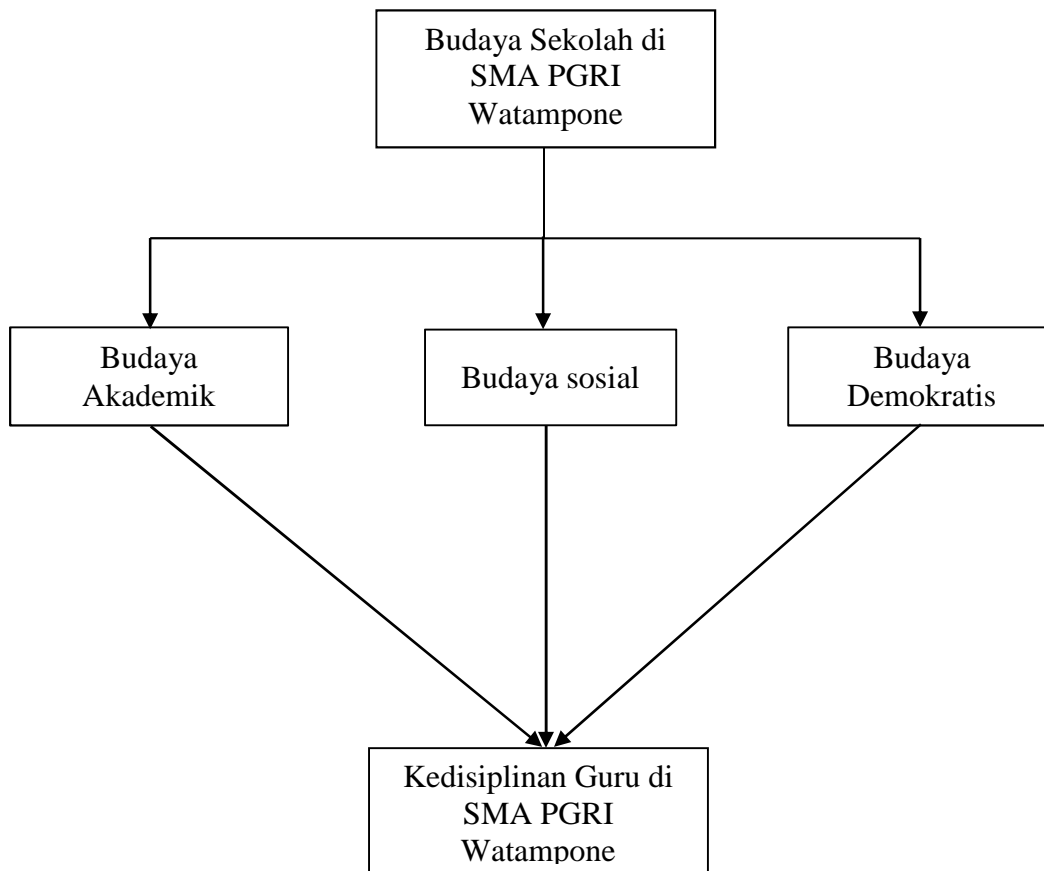 Budaya Sekolah di
SMA PGRI
Watampone
Budaya
Akademik
Budaya sosial
Budaya
Demokratis
Kedisiplinan Guru di
SMA PGRI
Watampone